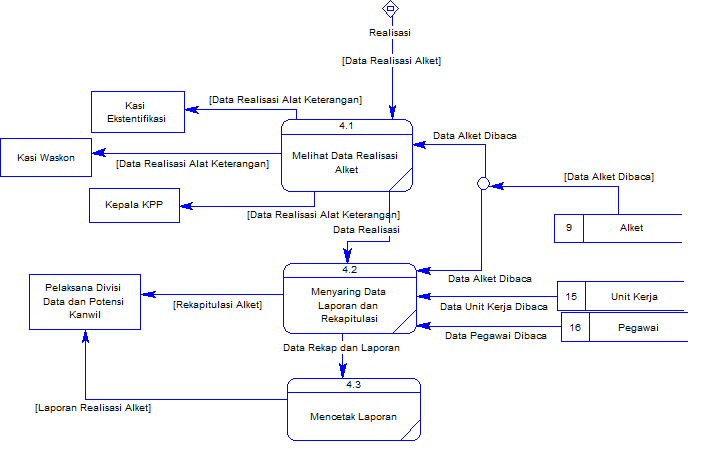 Realisasi
[Data Realisasi Alket]
[Data Realisasi Alat Keterangan]
Kasi
Ekstentifikasi
4.1
Melihat Data Realisasi
Alket
Data Alket Dibaca
Kasi Waskon
[Data Realisasi Alat Keterangan]
[Data Alket Dibaca]
Kepala KPP
[Data Realisasi Alat Keterangan]
Data Realisasi
9 Alket
4.2
Menyaring Data
Laporan dan
Rekapitulasi
Data Alket Dibaca
Pelaksana Divisi
Data dan Potensi
Kanwil
[Rekapitulasi Alket]
15 Unit Kerja
Data Unit Kerja Dibaca
16 Pegawai
Data Pegawai Dibaca
Data Rekap dan Laporan
4.3
Mencetak Laporan
[Laporan Realisasi Alket]